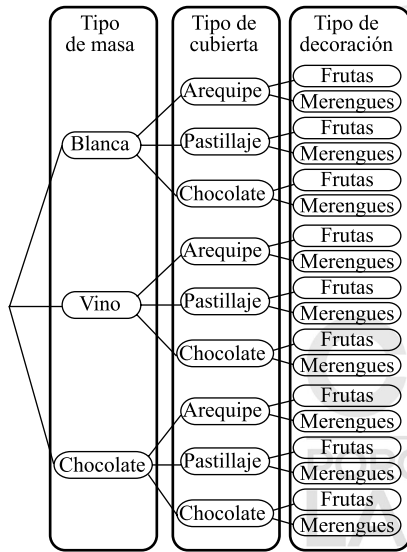 Tipo de masa
Tipo de cubierta
Tipo de decoración
Blanca
Arequipe
Frutas
Merengues
Pastillaje
Frutas
Merengues
Chocolate
Frutas
Merengues
Vino
Arequipe
Frutas
Merengues
Pastillaje
Frutas
Merengues
Chocolate
Frutas
Merengues
Chocolate
Arequipe
Frutas
Merengues
Pastillaje
Frutas
Merengues
Chocolate
Frutas
Merengues